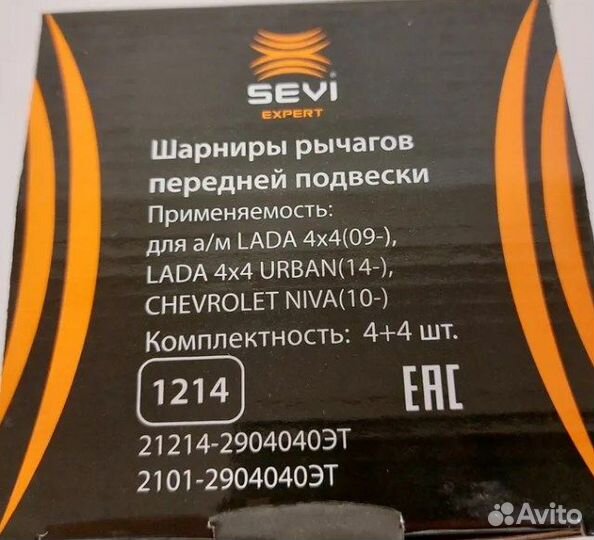 SEVI
EXPERT
Шарниры рычагов
передней подвески
Применяемость:
для а/м LADA 4x4(09-),
LADA 4x4 URBAN(14-),
CHEVROLET NIVA(10-)
Комплектность: 4+4 шт.
1214
EAC
21214-2904040ЭТ
2101-2904040ЭТ
Avito